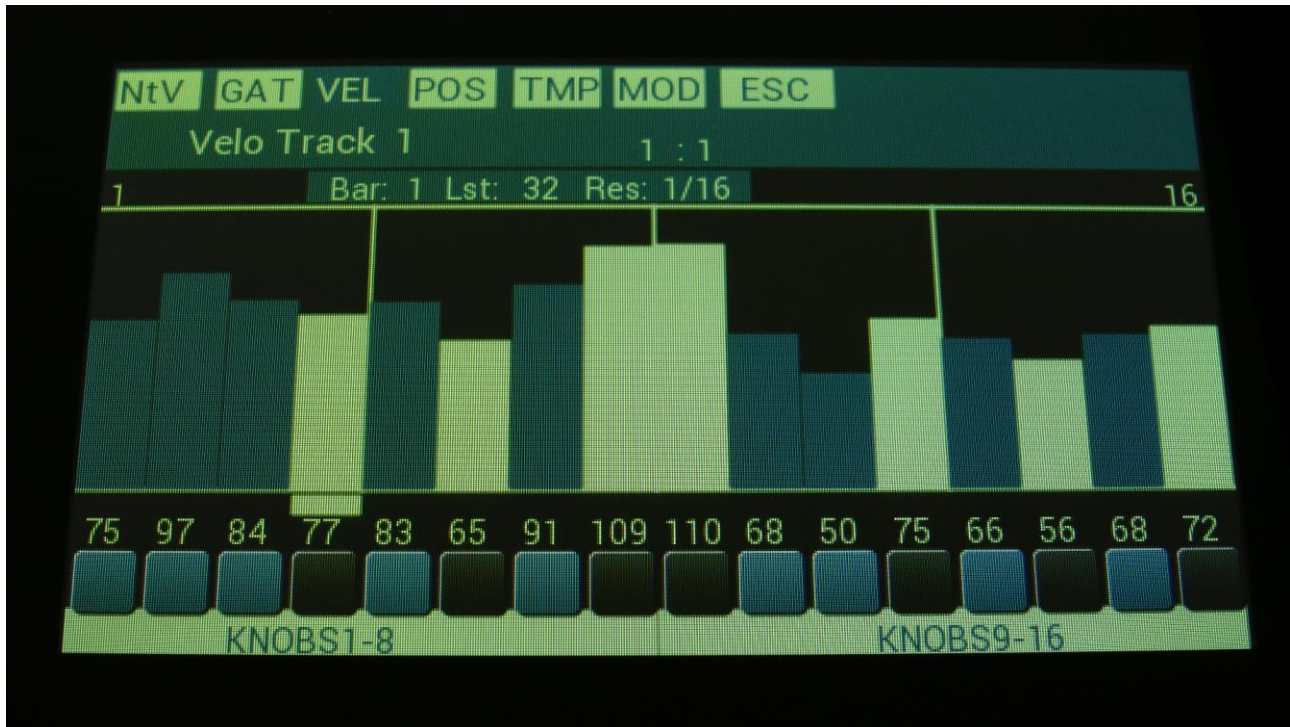 NtV GAT VEL POS TMP MOD ESC
Velo Track 1 1 : 1
1 Bar: 1 Lst: 32 Res: 1/16 16
75 97 84 77 83 65 91 109 110 68 50 75 66 56 68 72
KNOBS1-8 KNOBS9-16